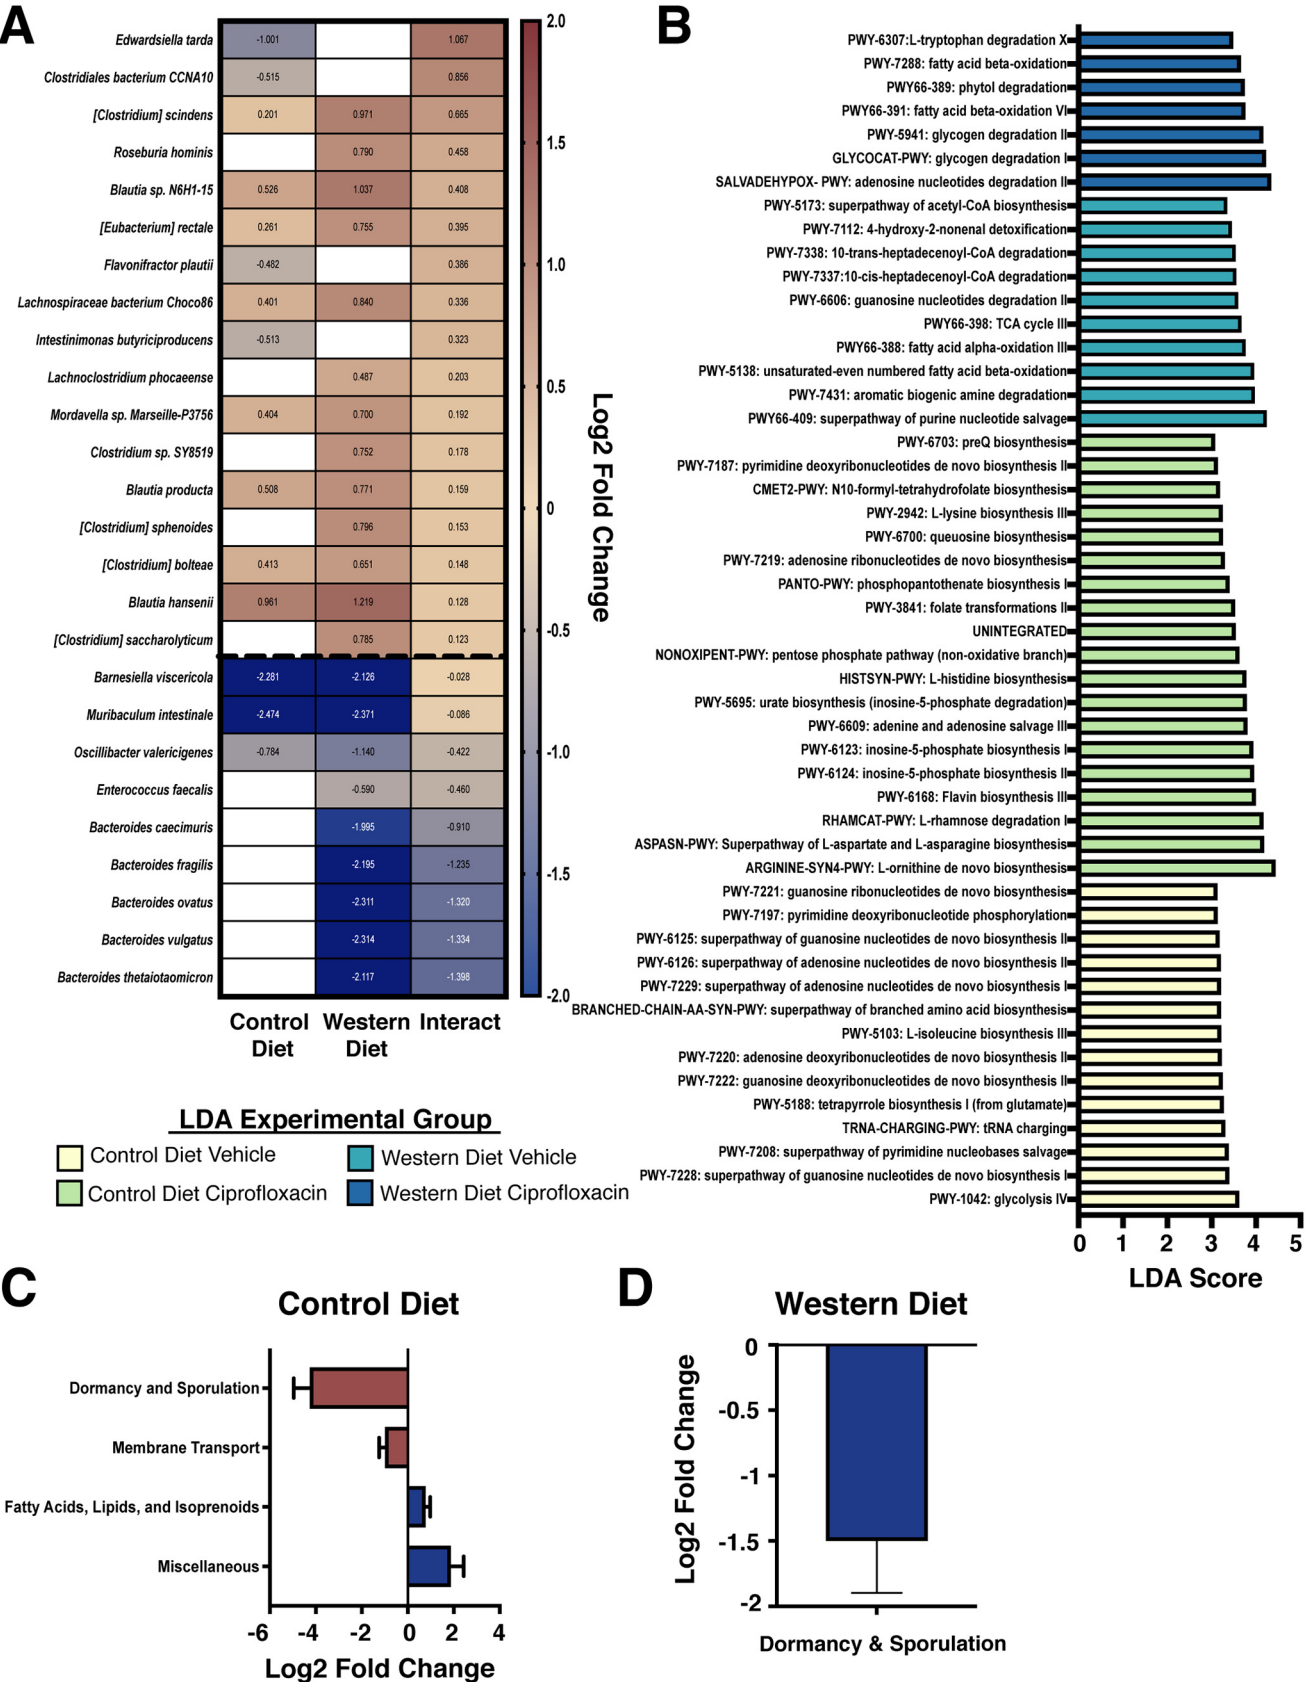 A
Edwardsiella tarda -1.001 1.067
Clostridiales bacterium CCNA10 -0.515 0.856
[Clostridium] scindens 0.201 0.971 0.665
Roseburia hominis 0.790 0.458
Blautia sp. N6H1-15 0.526 1.037 0.408
[Eubacterium] rectale 0.261 0.755 0.395
Flavonifractor plautii -0.482 0.386
Lachnospiraceae bacterium Choco86 0.401 0.840 0.336
Intestinimonas butyriciproducens -0.513 0.323
Lachnoclostridium phocaeense 0.487 0.203
Mordavella sp. Marseille-P3756 0.404 0.700 0.192
Clostridium sp. SY8519 0.752 0.178
Blautia producta 0.508 0.771 0.159
[Clostridium] sphenoides 0.796 0.153
[Clostridium] bolteae 0.413 0.651 0.148
Blautia hansenii 0.961 1.219 0.128
[Clostridium] saccharolyticum 0.785 0.123
Barnesiella viscericola -2.281 -2.126 -0.028
Muribaculum intestinale -2.474 -2.371 -0.086
Oscillibacter valericigenes -0.784 -1.140 -0.422
Enterococcus faecalis -0.590 -0.460
Bacteroides caecimuris -1.995 -0.910
Bacteroides fragilis -2.195 -1.235
Bacteroides ovatus -2.311 -1.320
Bacteroides vulgatus -2.314 -1.334
Bacteroides thetaiotaomicron -2.117 -1.398
Control Western Interact
Diet Diet
2.0
1.5
1.0
0.5
0
-0.5
-1.0
-1.5
-2.0
Log2 Fold Change
LDA Experimental Group
Control Diet Vehicle Western Diet Vehicle
Control Diet Ciprofloxacin Western Diet Ciprofloxacin
B
PWY-6307:L-tryptophan degradation X
PWY-7288: fatty acid beta-oxidation
PWY66-389: phytol degradation
PWY66-391: fatty acid beta-oxidation VI
PWY-5941: glycogen degradation II
GLYCOCAT-PWY: glycogen degradation I
SALVADEHYPOX- PWY: adenosine nucleotides degradation II
PWY-5173: superpathway of acetyl-CoA biosynthesis
PWY-7112: 4-hydroxy-2-nonenal detoxification
PWY-7338: 10-trans-heptadecenoyl-CoA degradation
PWY-7337:10-cis-heptadecenoyl-CoA degradation
PWY-6606: guanosine nucleotides degradation II
PWY66-398: TCA cycle III
PWY66-388: fatty acid alpha-oxidation III
PWY-5138: unsaturated-even numbered fatty acid beta-oxidation
PWY-7431: aromatic biogenic amine degradation
PWY66-409: superpathway of purine nucleotide salvage
PWY-6703: preQ biosynthesis
PWY-7187: pyrimidine deoxyribonucleotides de novo biosynthesis II
CMET2-PWY: N10-formyl-tetrahydrofolate biosynthesis
PWY-2942: L-lysine biosynthesis III
PWY-6700: queuosine biosynthesis
PWY-7219: adenosine ribonucleotides de novo biosynthesis
PANTO-PWY: phosphopantothenate biosynthesis I
PWY-3841: folate transformations II
UNINTEGRATED
NONOXIPENT-PWY: pentose phosphate pathway (non-oxidative branch)
HISTSYN-PWY: L-histidine biosynthesis
PWY-5695: urate biosynthesis (inosine-5-phosphate degradation)
PWY-6609: adenine and adenosine salvage III
PWY-6123: inosine-5-phosphate biosynthesis I
PWY-6124: inosine-5-phosphate biosynthesis II
PWY-6168: Flavin biosynthesis III
RHAMCAT-PWY: L-rhamnose degradation I
ASPASN-PWY: Superpathway of L-aspartate and L-asparagine biosynthesis
ARGININE-SYN4-PWY: L-ornithine de novo biosynthesis
PWY-7221: guanosine ribonucleotides de novo biosynthesis
PWY-7197: pyrimidine deoxyribonucleotide phosphorylation
PWY-6125: superpathway of guanosine nucleotides de novo biosynthesis II
PWY-6126: superpathway of adenosine nucleotides de novo biosynthesis II
PWY-7229: superpathway of adenosine nucleotides de novo biosynthesis I
BRANCHED-CHAIN-AA-SYN-PWY: superpathway of branched amino acid biosynthesis
PWY-5103: L-isoleucine biosynthesis III
PWY-7220: adenosine deoxyribonucleotides de novo biosynthesis II
PWY-7222: guanosine deoxyribonucleotides de novo biosynthesis II
PWY-5188: tetrapyrrole biosynthesis I (from glutamate)
TRNA-CHARGING-PWY: tRNA charging
PWY-7208: superpathway of pyrimidine nucleobases salvage
PWY-7228: superpathway of guanosine nucleotides de novo biosynthesis I
PWY-1042: glycolysis IV
0 1 2 3 4 5
LDA Score
C
Control Diet
Dormancy and Sporulation
Membrane Transport
Fatty Acids, Lipids, and Isoprenoids
Miscellaneous
-6 -4 -2 0 2 4
Log2 Fold Change
D
Western Diet
0
-0.5
-1
-1.5
-2
Log2 Fold Change
Dormancy & Sporulation